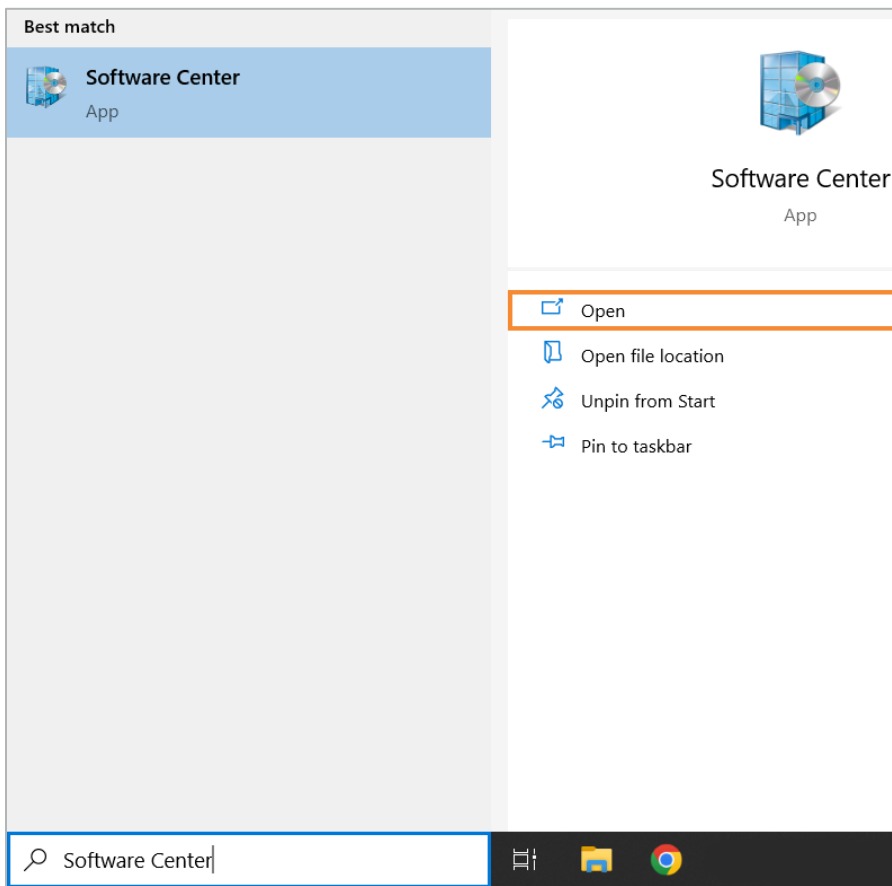 Best match
Software Center
App
Software Center
App
Open
Open file location
Unpin from Start
Pin to taskbar
Software Center